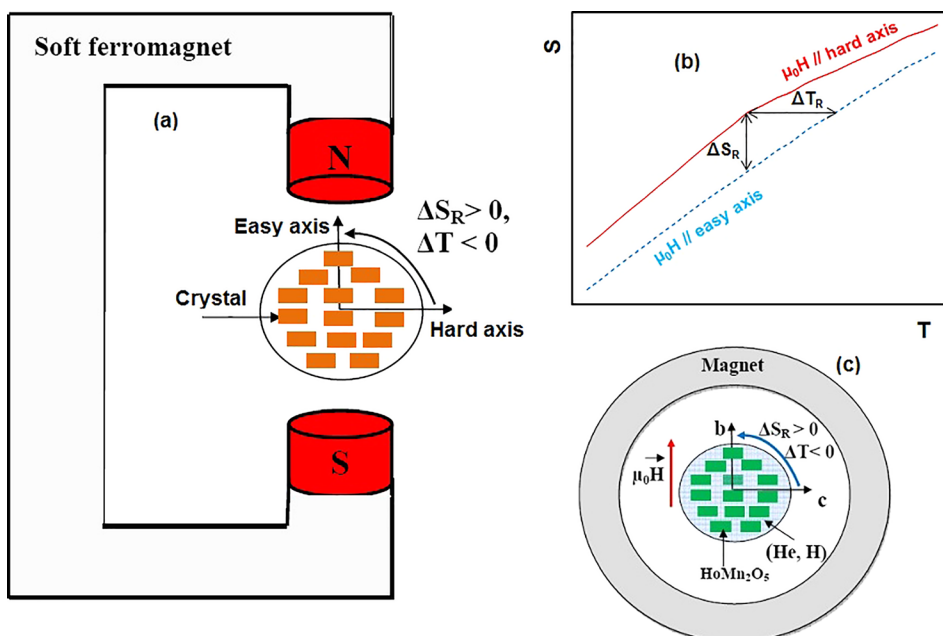 Soft ferromagnet
(a)
N
Easy axis
ΔS_R > 0,
ΔT < 0
Crystal
Hard axis
S
S
(b)
μ₀H // hard axis
ΔT_R
ΔS_R
μ₀H // easy axis
T
Magnet
(c)
b
ΔS_R > 0
ΔT < 0
μ₀H
c
(He, H)
HoMn₂O₅